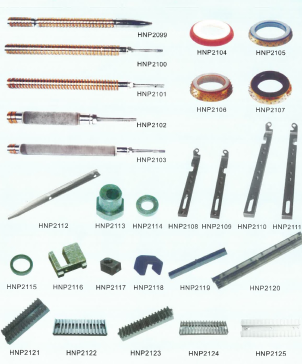 HNP2099
HNP2100
HNP2101
HNP2102
HNP2103
HNP2104 HNP2105
HNP2106 HNP2107
HNP2108 HNP2109 HNP2110 HNP2111
HNP2112 HNP2113 HNP2114
HNP2115 HNP2116 HNP2117 HNP2118 HNP2119 HNP2120
HNP2121 HNP2122 HNP2123 HNP2124 HNP2125